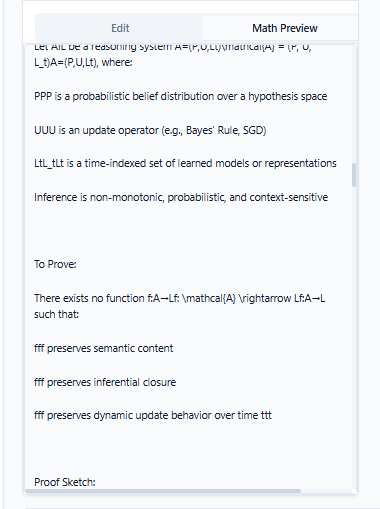 Edit
Math Preview
Let AIL be a reasoning system A=(P,U,Lt)\mathcal{A} = (P, U,
L_t)A=(P,U,Lt), where:
PPP is a probabilistic belief distribution over a hypothesis space
UUU is an update operator (e.g., Bayes' Rule, SGD)
LtL_tLt is a time-indexed set of learned models or representations
Inference is non-monotonic, probabilistic, and context-sensitive
To Prove:
There exists no function f:A→Lf: \mathcal{A} \rightarrow Lf:A→L
such that:
fff preserves semantic content
fff preserves inferential closure
fff preserves dynamic update behavior over time ttt
Proof Sketch: